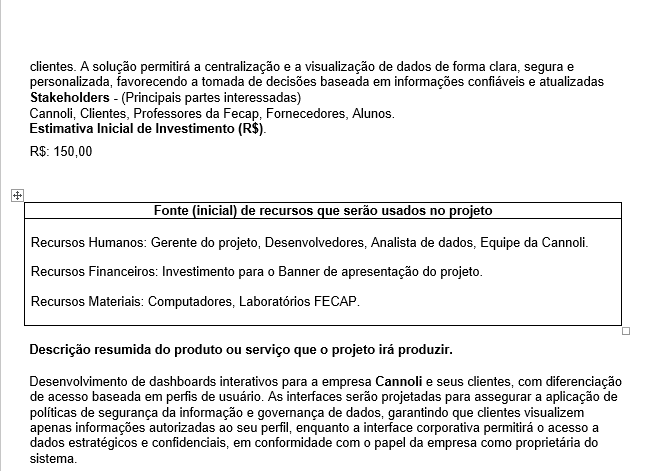 clientes. A solução permitirá a centralização e a visualização de dados de forma clara, segura e
personalizada, favorecendo a tomada de decisões baseada em informações confiáveis e atualizadas
Stakeholders - (Principais partes interessadas)
Cannoli, Clientes, Professores da Fecap, Fornecedores, Alunos.
Estimativa Inicial de Investimento (R$).
R$: 150,00
Fonte (inicial) de recursos que serão usados no projeto
Recursos Humanos: Gerente do projeto, Desenvolvedores, Analista de dados, Equipe da Cannoli.
Recursos Financeiros: Investimento para o Banner de apresentação do projeto.
Recursos Materiais: Computadores, Laboratórios FECAP.
Descrição resumida do produto ou serviço que o projeto irá produzir.
Desenvolvimento de dashboards interativos para a empresa Cannoli e seus clientes, com diferenciação
de acesso baseada em perfis de usuário. As interfaces serão projetadas para assegurar a aplicação de
políticas de segurança da informação e governança de dados, garantindo que clientes visualizem
apenas informações autorizadas ao seu perfil, enquanto a interface corporativa permitirá o acesso a
dados estratégicos e confidenciais, em conformidade com o papel da empresa como proprietária do
sistema.